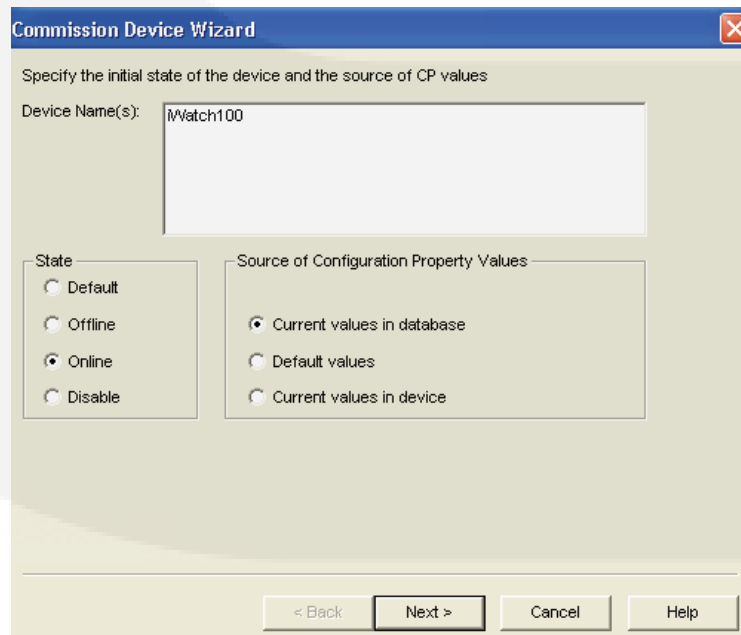 Commission Device Wizard
Specify the initial state of the device and the source of CP values
Device Name(s):
iWatch100
State
Default
Offline
Online
Disable
Source of Configuration Property Values
Current values in database
Default values
Current values in device
< Back
Next >
Cancel
Help